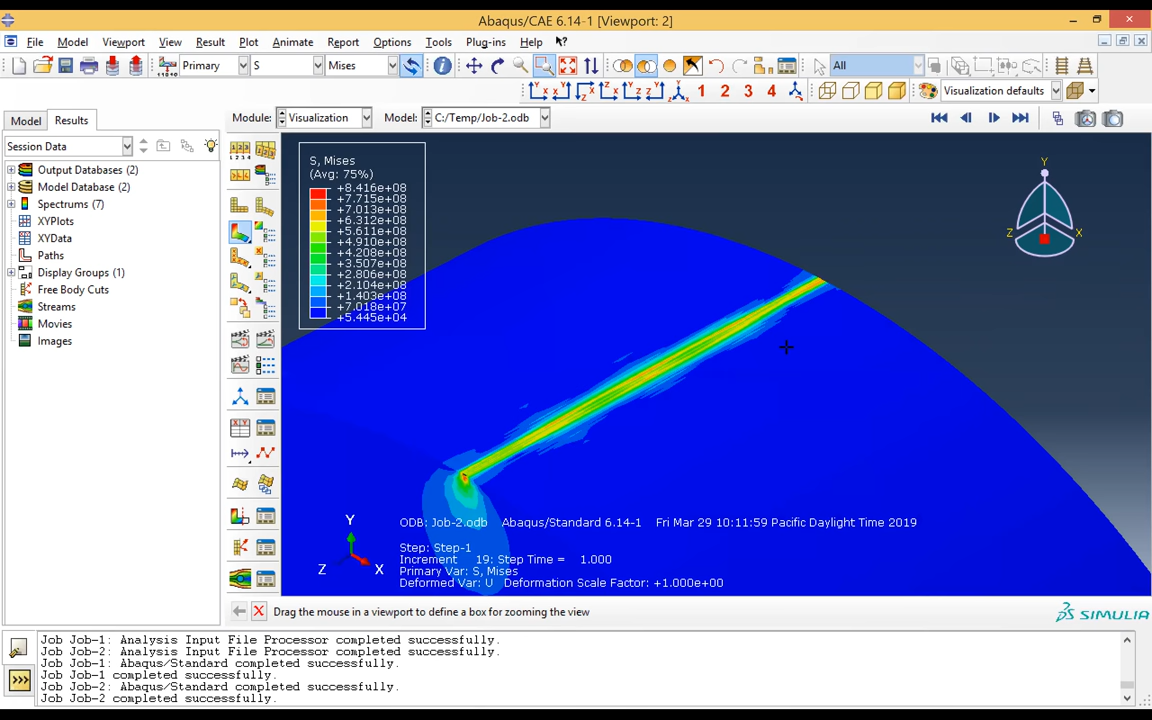 Abaqus/CAE 6.14-1 [Viewport: 2]
File Model Viewport View Result Plot Animate Report Options Tools Plug-ins Help
Primary S Mises All
1 2 3 4 Visualization defaults
Model Results Module: Visualization Model: C:/Temp/Job-2.odb
Session Data
Output Databases (2)
Model Database (2)
Spectrums (7)
XYPlots
XYData
Paths
Display Groups (1)
Free Body Cuts
Streams
Movies
Images
S, Mises
(Avg: 75%)
+8.416e+08
+7.715e+08
+7.013e+08
+6.312e+08
+5.611e+08
+4.910e+08
+4.208e+08
+3.507e+08
+2.806e+08
+2.104e+08
+1.403e+08
+7.018e+07
+5.445e+04
Y
Z X
ODB: Job-2.odb Abaqus/Standard 6.14-1 Fri Mar 29 10:11:59 Pacific Daylight Time 2019
Y
Z X
Step: Step-1
Increment 19: Step Time = 1.000
Primary Var: S, Mises
Deformed Var: U Deformation Scale Factor: +1.000e+00
Drag the mouse in a viewport to define a box for zooming the view
SIMULIA
Job Job-1: Analysis Input File Processor completed successfully.
Job Job-2: Analysis Input File Processor completed successfully.
Job Job-1: Abaqus/Standard completed successfully.
Job Job-1 completed successfully.
Job Job-2: Abaqus/Standard completed successfully.
Job Job-2 completed successfully.